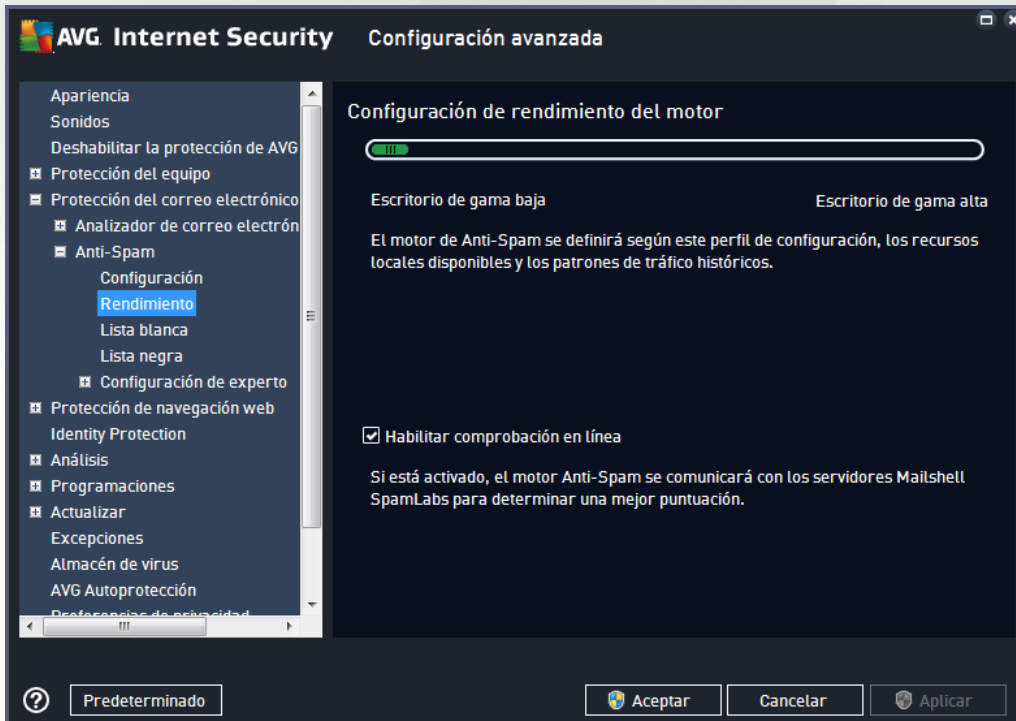 AVG Internet Security Configuración avanzada
Apariencia
Sonidos
Deshabilitar la protección de AVG
Protección del equipo
Protección del correo electrónico
Analizador de correo electrón
Anti-Spam
Configuración
Rendimiento
Lista blanca
Lista negra
Configuración de experto
Protección de navegación web
Identity Protection
Análisis
Programaciones
Actualizar
Excepciones
Almacén de virus
AVG Autoprotección
Preferencias de privacidad
Configuración de rendimiento del motor
Escritorio de gama baja Escritorio de gama alta
El motor de Anti-Spam se definirá según este perfil de configuración, los recursos
locales disponibles y los patrones de tráfico históricos.
Habilitar comprobación en línea
Si está activado, el motor Anti-Spam se comunicará con los servidores Mailshell
SpamLabs para determinar una mejor puntuación.
? Predeterminado Aceptar Cancelar Aplicar